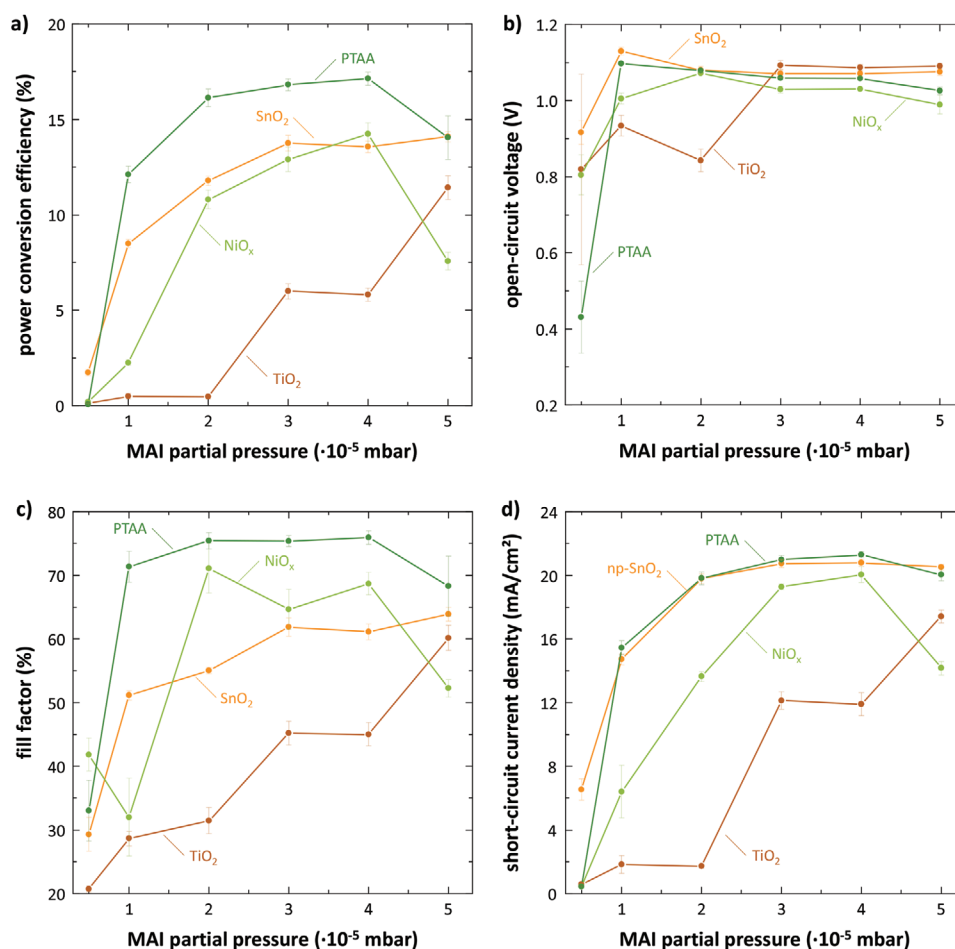 a)
20
15
10
5
0
power conversion efficiency (%)
PTAA
SnO₂
NiOₓ
TiO₂
1 2 3 4 5
MAI partial pressure (·10⁻⁵ mbar)
b)
1.2
1.0
0.8
0.6
0.4
0.2
open-circuit voltage (V)
SnO₂
NiOₓ
TiO₂
PTAA
1 2 3 4 5
MAI partial pressure (·10⁻⁵ mbar)
c)
80
70
60
50
40
30
20
fill factor (%)
PTAA
NiOₓ
SnO₂
TiO₂
1 2 3 4 5
MAI partial pressure (·10⁻⁵ mbar)
d)
24
20
16
12
8
4
0
short-circuit current density (mA/cm²)
PTAA
np-SnO₂
NiOₓ
TiO₂
1 2 3 4 5
MAI partial pressure (·10⁻⁵ mbar)